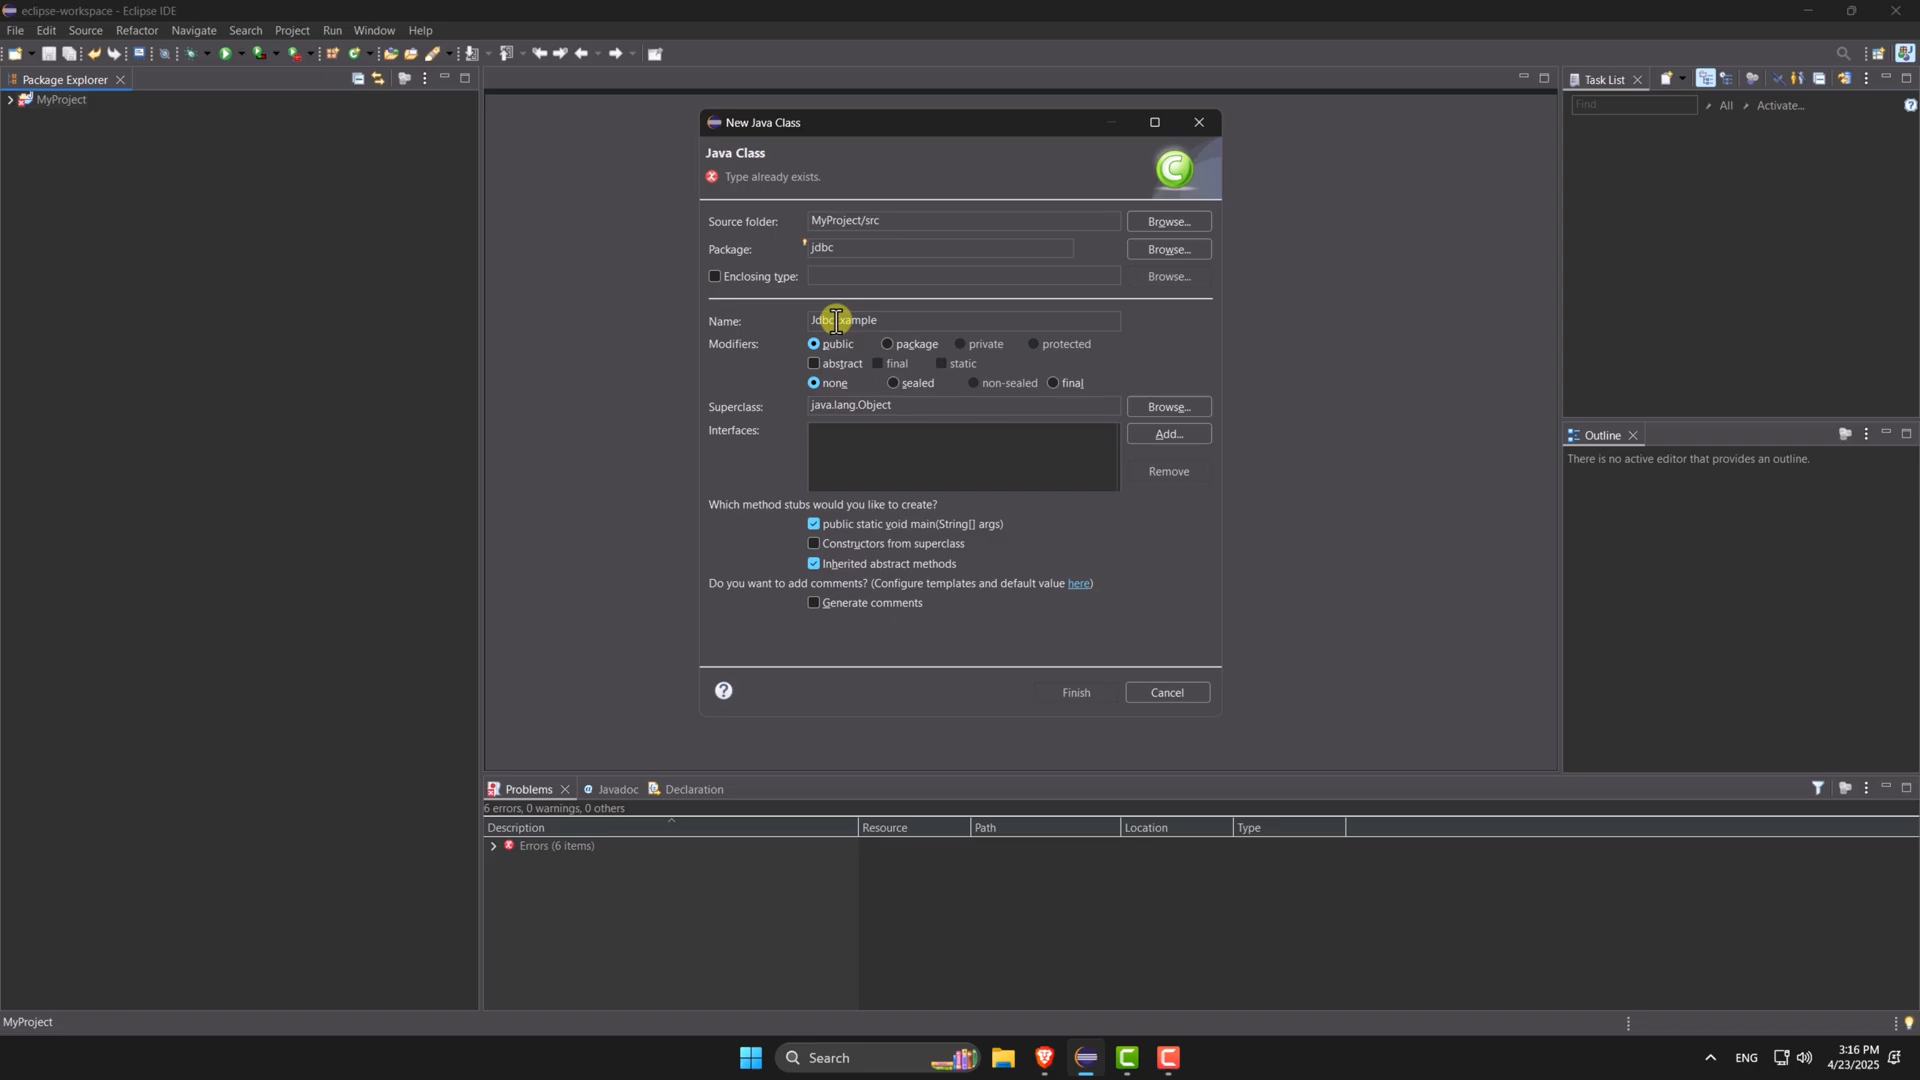 eclipse-workspace - Eclipse IDE
File Edit Source Refactor Navigate Search Project Run Window Help
Package Explorer
MyProject
Task List
Find
All
Activate...
New Java Class
Java Class
Type already exists.
Source folder: MyProject/src Browse...
Package: jdbc Browse...
Enclosing type: Browse...
Name:
Modifiers: public package private protected
abstract final static
none sealed non-sealed final
Superclass: java.lang.Object Browse...
Interfaces: Add...
Remove
Which method stubs would you like to create?
public static void main(String[] args)
Constructors from superclass
Inherited abstract methods
Do you want to add comments? (Configure templates and default value here)
Generate comments
Finish Cancel
Outline
There is no active editor that provides an outline.
Problems Javadoc Declaration
6 errors, 0 warnings, 0 others
Description Resource Path Location Type
Errors (6 items)
MyProject
Search
ENG
3:16 PM
4/23/2025